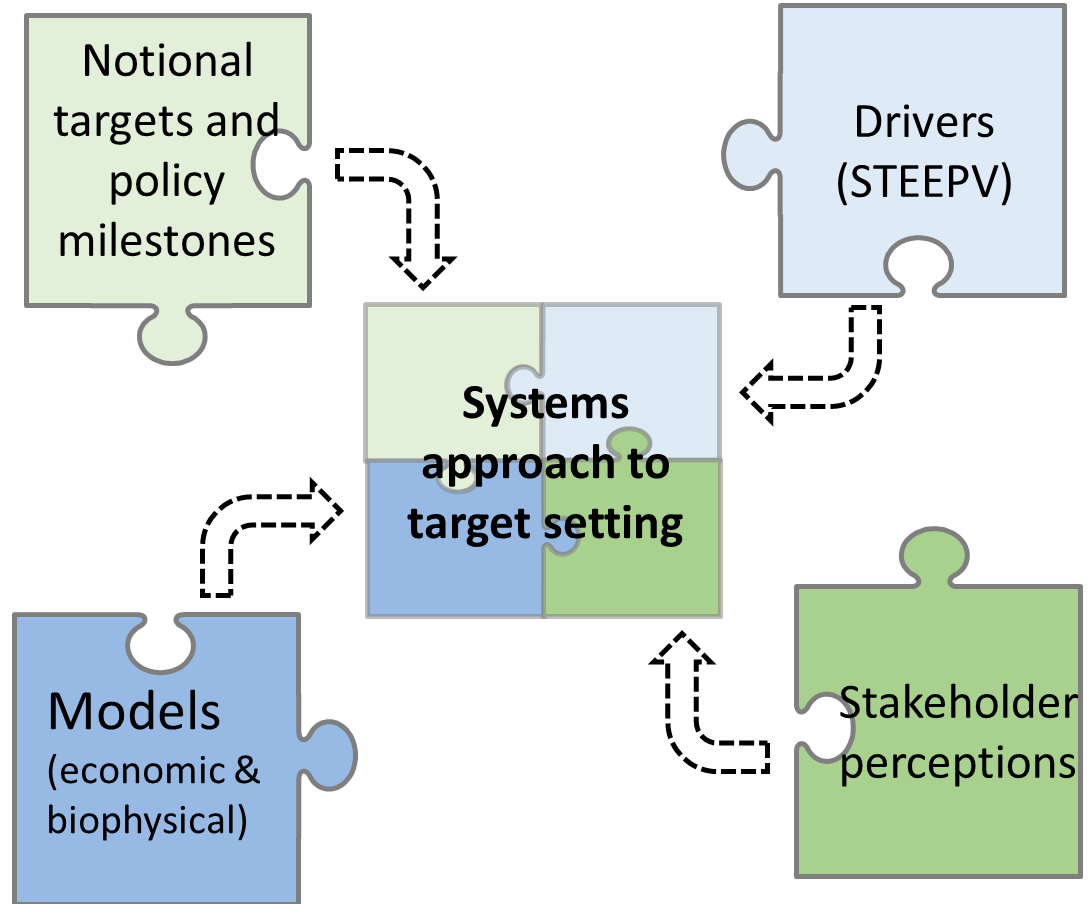 Notional
targets and
policy
milestones
Drivers
(STEEPV)
Systems
approach to
target setting
Models
(economic &
biophysical)
Stakeholder
perceptions